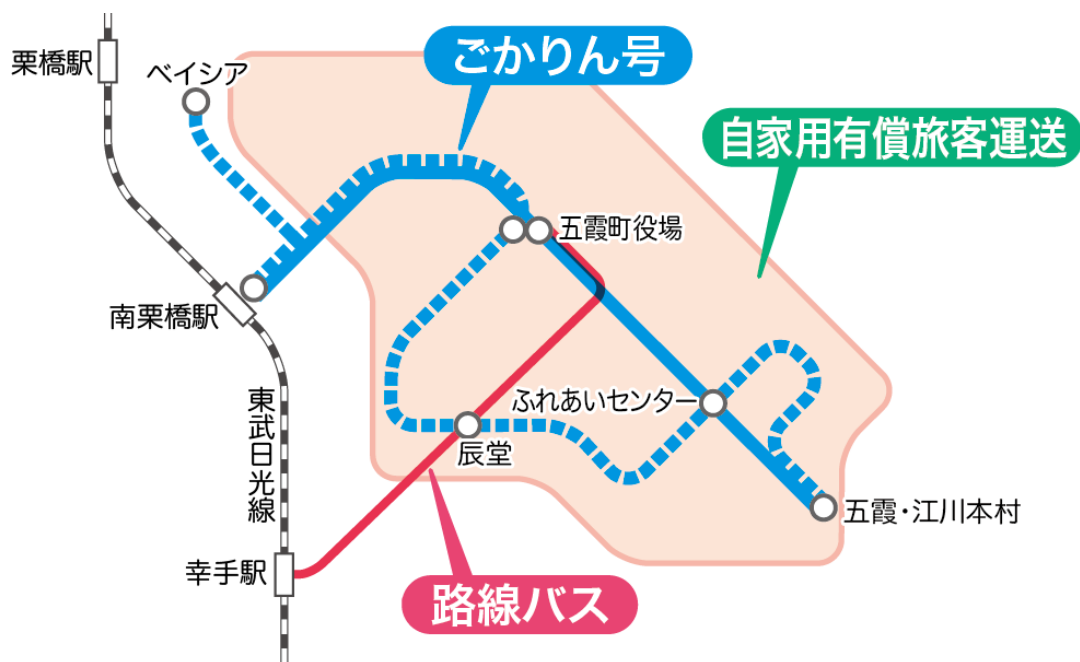 ごかりん号
栗橋駅
ベイシア
自家用有償旅客運送
五霞町役場
南栗橋駅
ふれあいセンター
東武日光線
辰堂
五霞・江川本村
幸手駅
路線バス